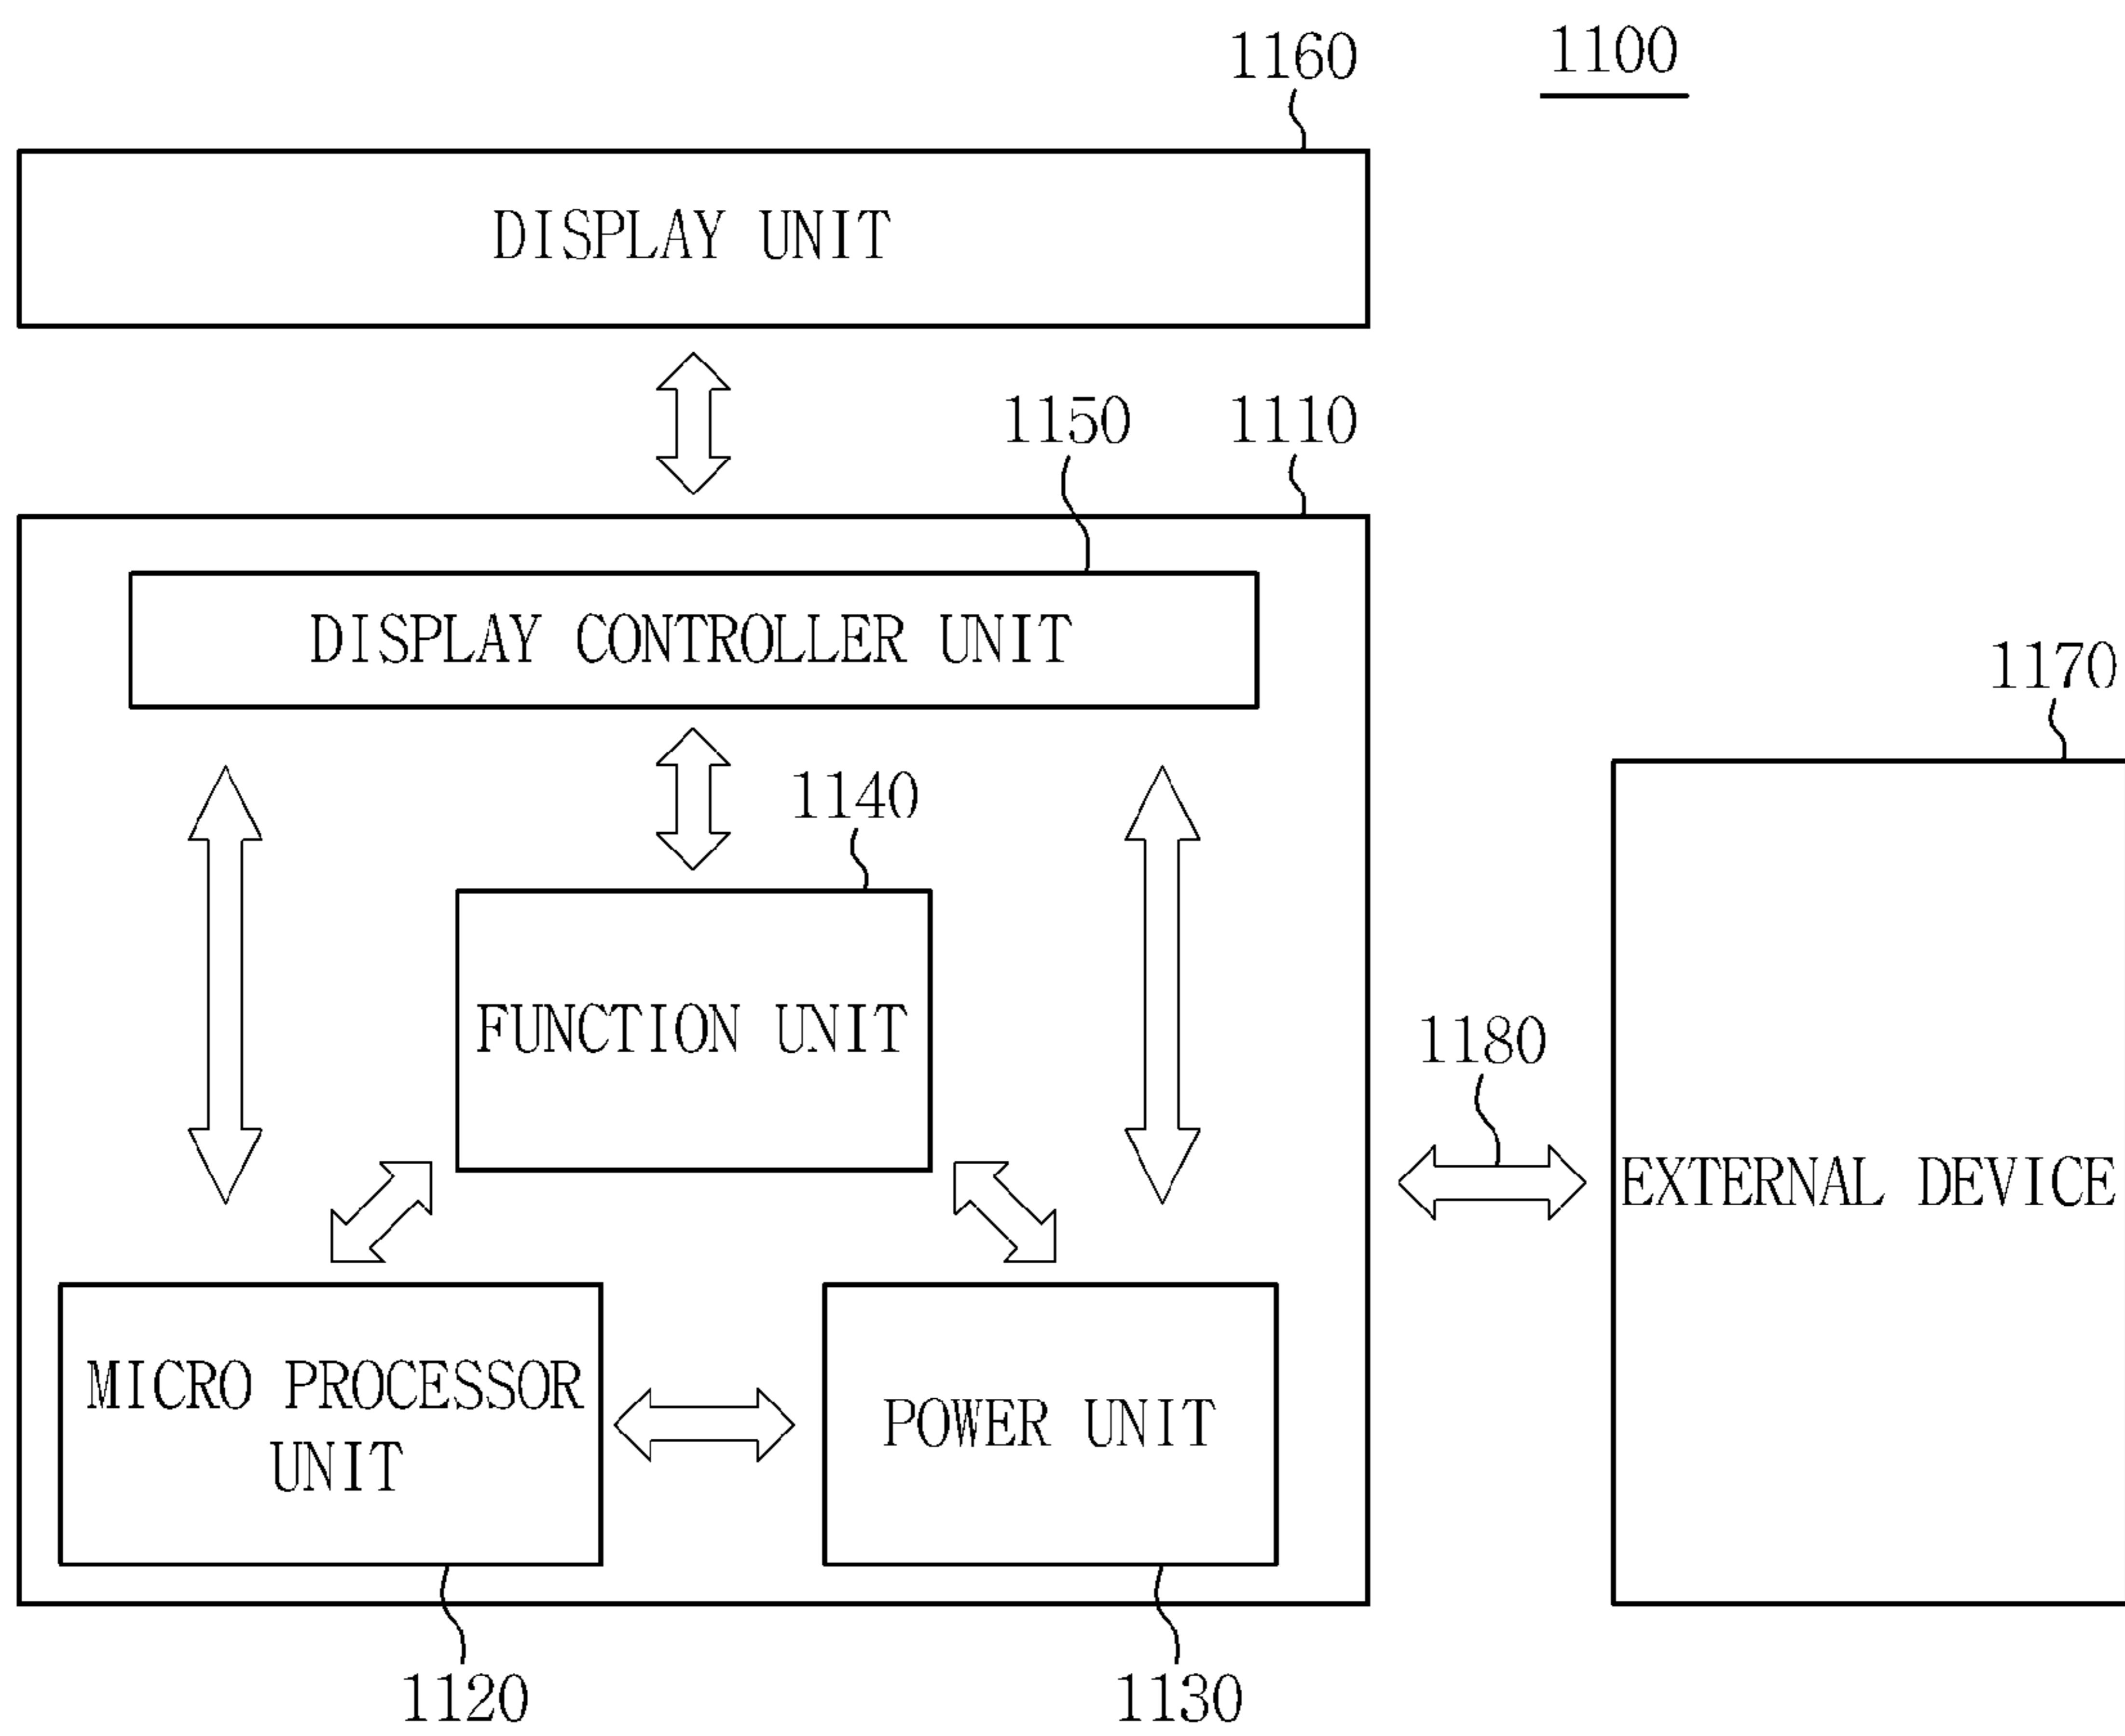 1160
1100
DISPLAY UNIT
1150
1110
DISPLAY CONTROLLER UNIT
1170
1140
FUNCTION UNIT
1180
EXTERNAL DEVICE
MICRO PROCESSOR
UNIT
POWER UNIT
1120
1130